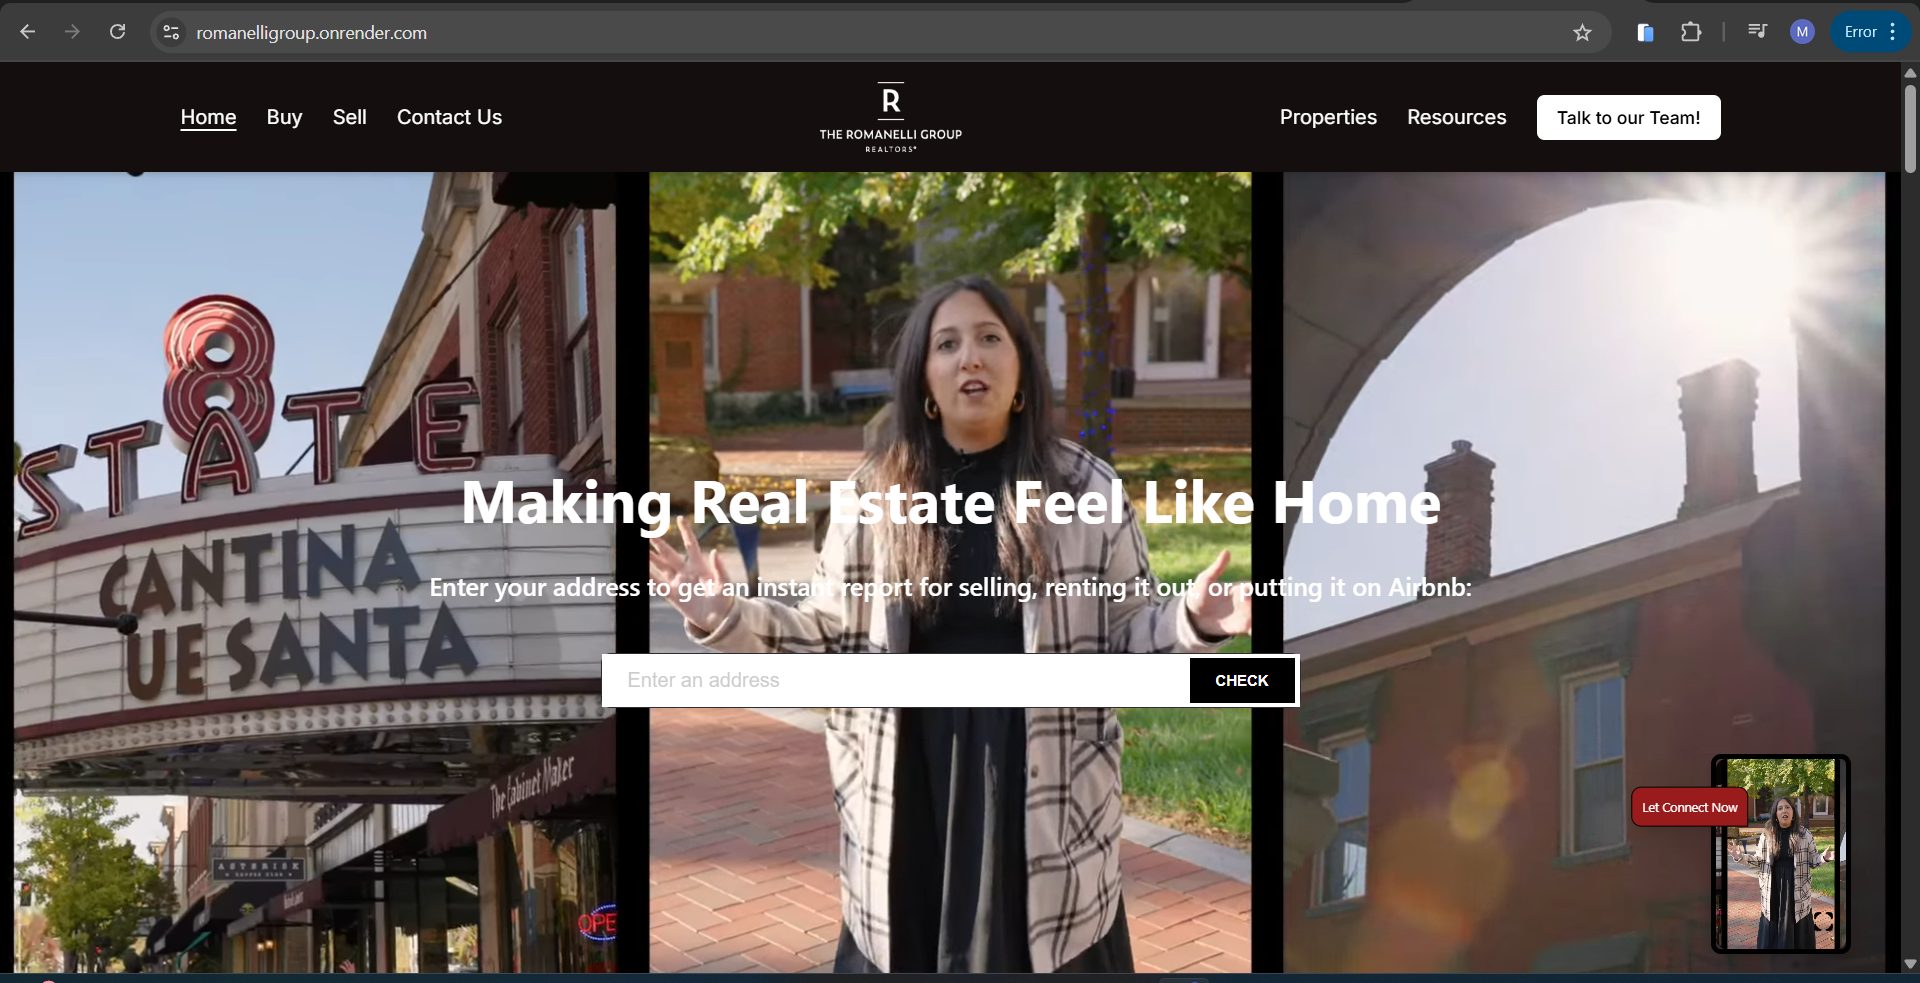 romanelligroup.onrender.com
M
Error
Home Buy Sell Contact Us
R
THE ROMANELLI GROUP
REALTORS®
Properties Resources Talk to our Team!
8
STATE
CANTINA
UE SANTA
The Cabinet Maker
ASTERISK
OPE
Making Real Estate Feel Like Home
Enter your address to get an instant report for selling, renting it out, or putting it on Airbnb:
Enter an address
CHECK
Let Connect Now